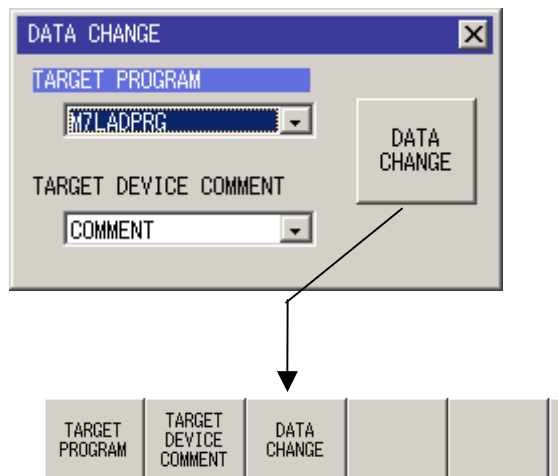 DATA CHANGE
TARGET PROGRAM
M7LADPRG
TARGET DEVICE COMMENT
COMMENT
DATA
CHANGE
TARGET
PROGRAM
TARGET
DEVICE
COMMENT
DATA
CHANGE